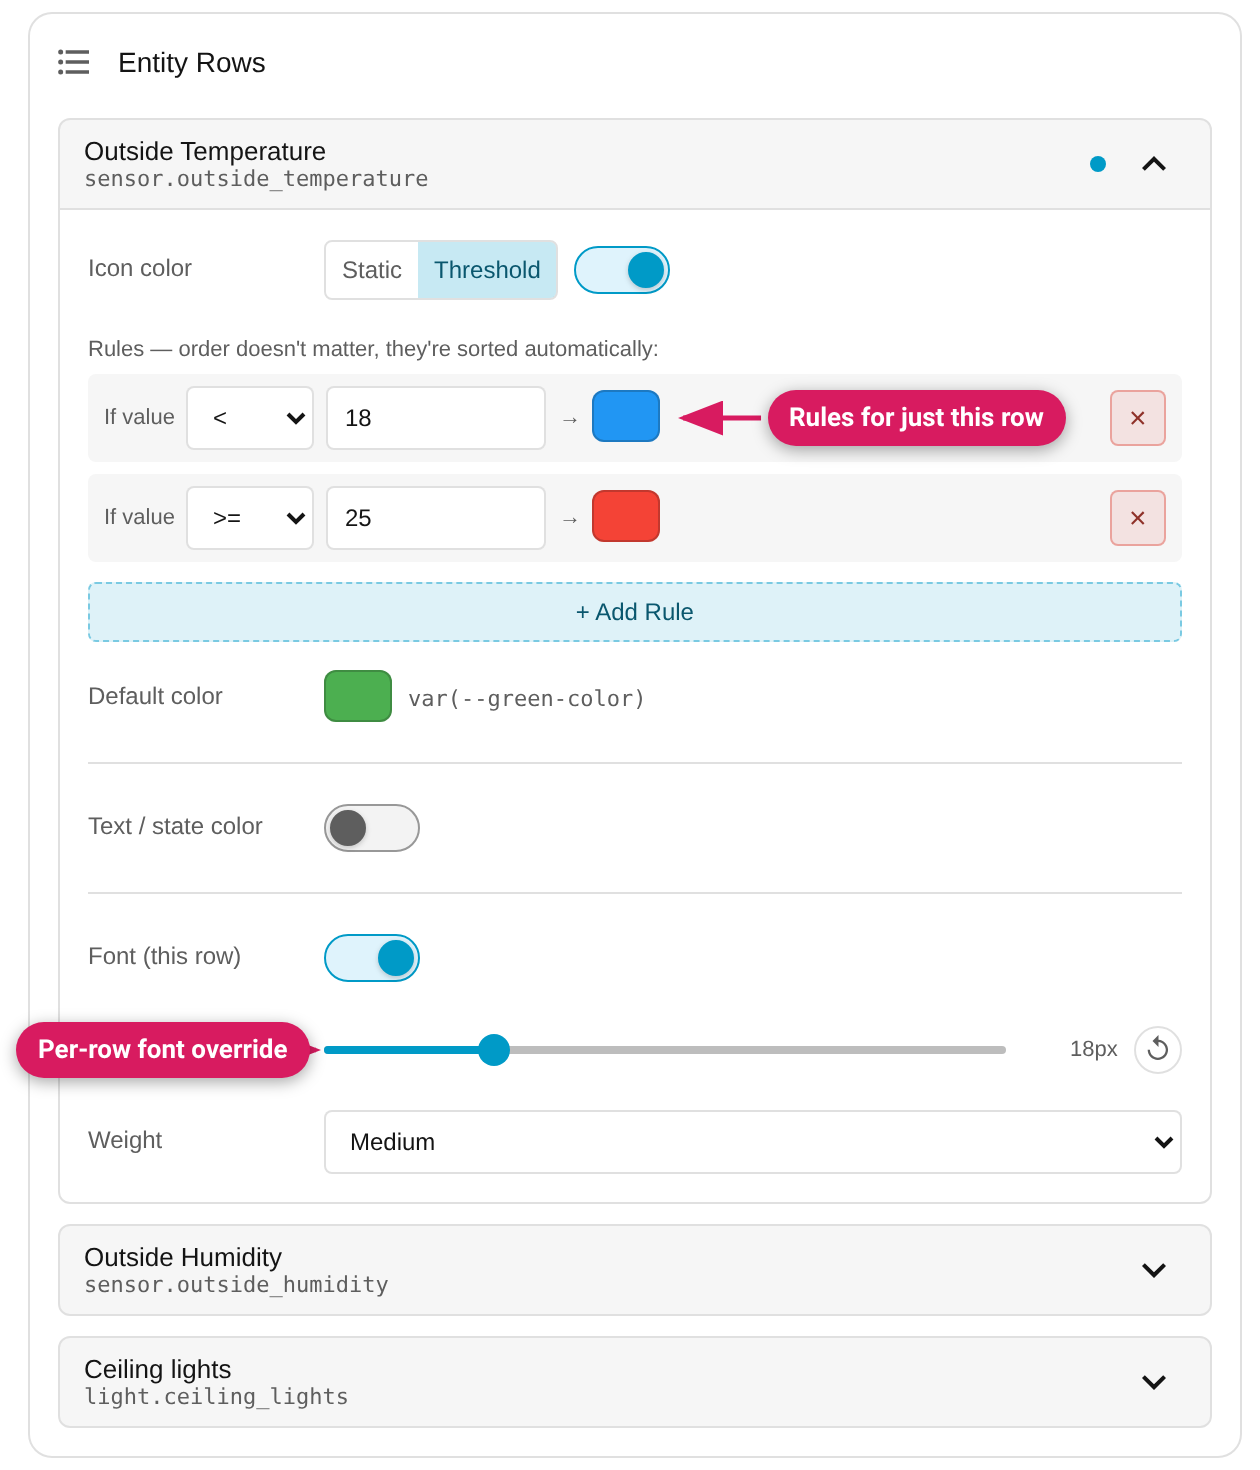 Entity Rows
Outside Temperature
sensor.outside_temperature
Icon color Static Threshold
Rules — order doesn't matter, they're sorted automatically:
If value < 18 → Rules for just this row ×
If value >= 25 → ×
+ Add Rule
Default color var(--green-color)
Text / state color
Font (this row)
Per-row font override 18px
Weight Medium
Outside Humidity
sensor.outside_humidity
Ceiling lights
light.ceiling_lights